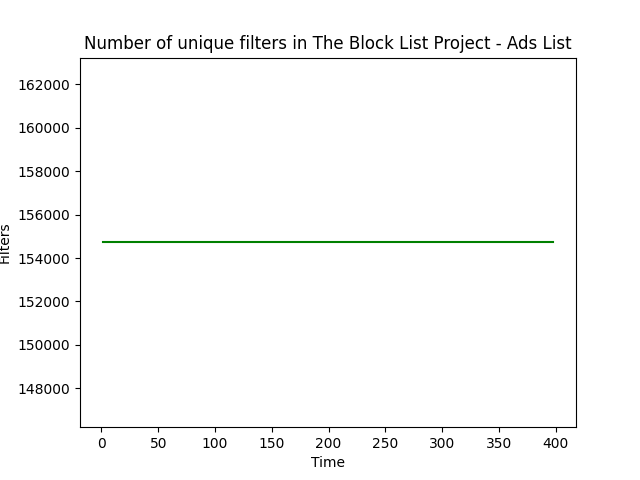 Number of unique filters in The Block List Project - Ads List
162000
160000
158000
156000
154000
152000
150000
148000
Filters
0 50 100 150 200 250 300 350 400
Time